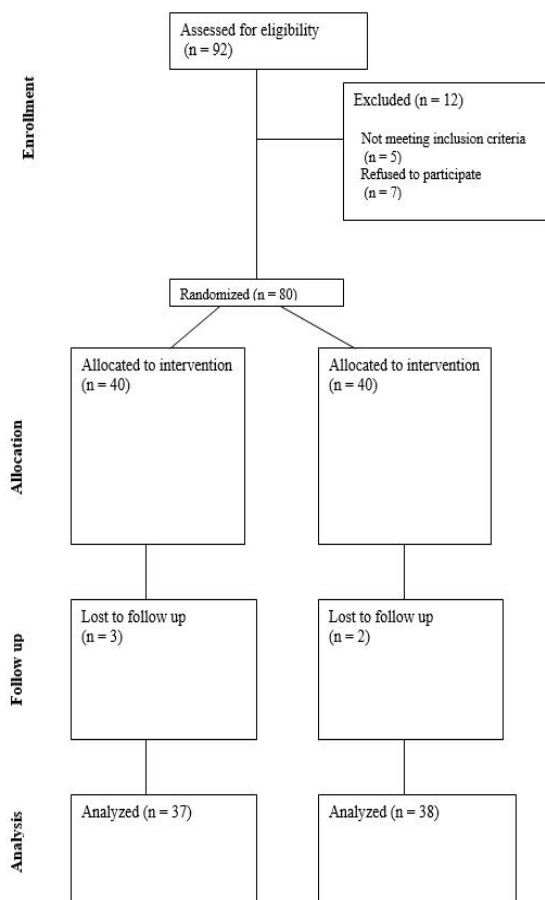 Assessed for eligibility
(n = 92)
Enrollment
Excluded (n = 12)
Not meeting inclusion criteria
(n = 5)
Refused to participate
(n = 7)
Randomized (n = 80)
Allocated to intervention
(n = 40)
Allocated to intervention
(n = 40)
Allocation
Lost to follow up
(n = 3)
Lost to follow up
(n = 2)
Follow up
Analyzed (n = 37)
Analyzed (n = 38)
Analysis